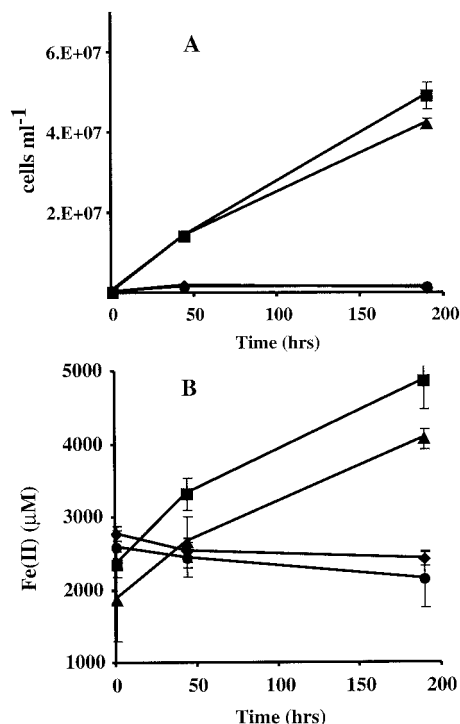 A
6.E+07
4.E+07
2.E+07
cells ml-1
0 50 100 150 200
Time (hrs)
B
5000
4000
3000
2000
1000
Fe(II) (µM)
0 50 100 150 200
Time (hrs)